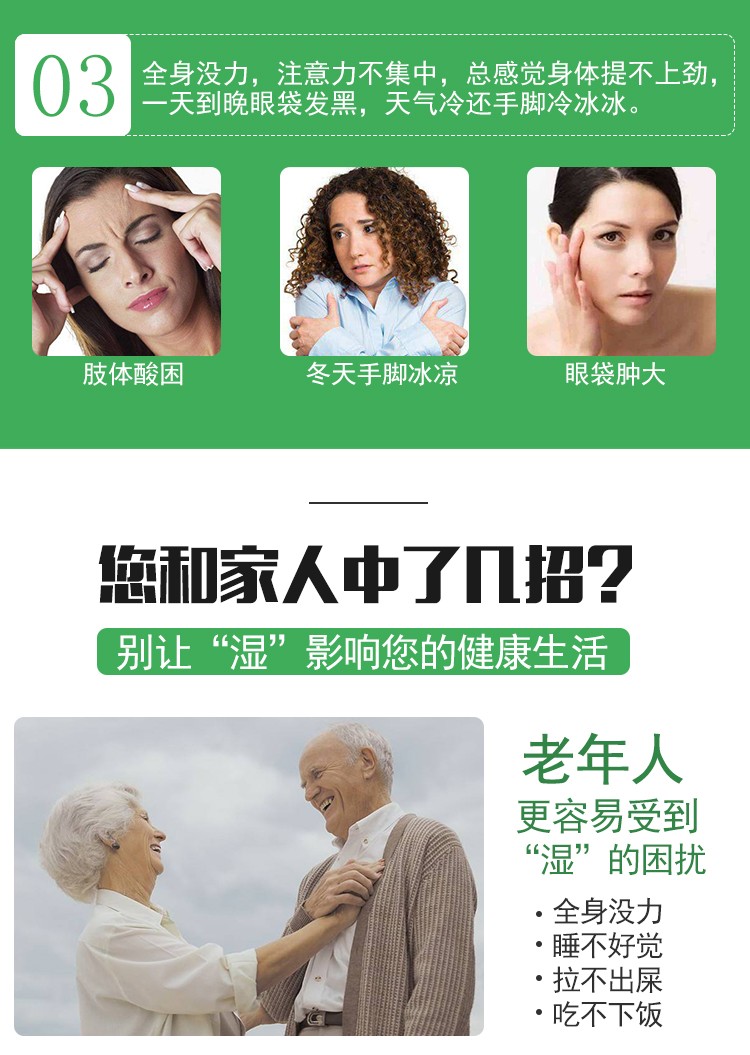 03
全身没力，注意力不集中，总感觉身体提不上劲，
一天到晚眼袋发黑，天气冷还手脚冷冰冰。
肢体酸困
冬天手脚冰凉
眼袋肿大
您和家人中了几招?
别让“湿”影响您的健康生活
老年人
更容易受到
“湿”的困扰
·全身没力
·睡不好觉
·拉不出屎
·吃不下饭